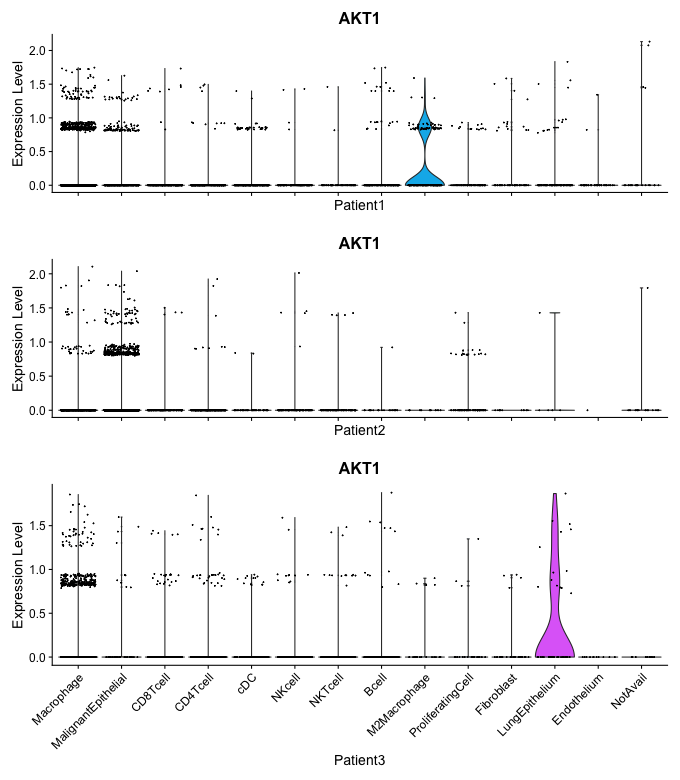 AKT1
Expression Level
2.0
1.5
1.0
0.5
0.0
Patient1
AKT1
Expression Level
2.0
1.5
1.0
0.5
0.0
Patient2
AKT1
Expression Level
1.5
1.0
0.5
0.0
Macrophage
MalignantEpithelial
CD8Tcell
CD4Tcell
cDC
NKcell
NKTcell
Bcell
M2Macrophage
ProliferatingCell
Fibroblast
LungEpithelium
Endothelium
NotAvail
Patient3